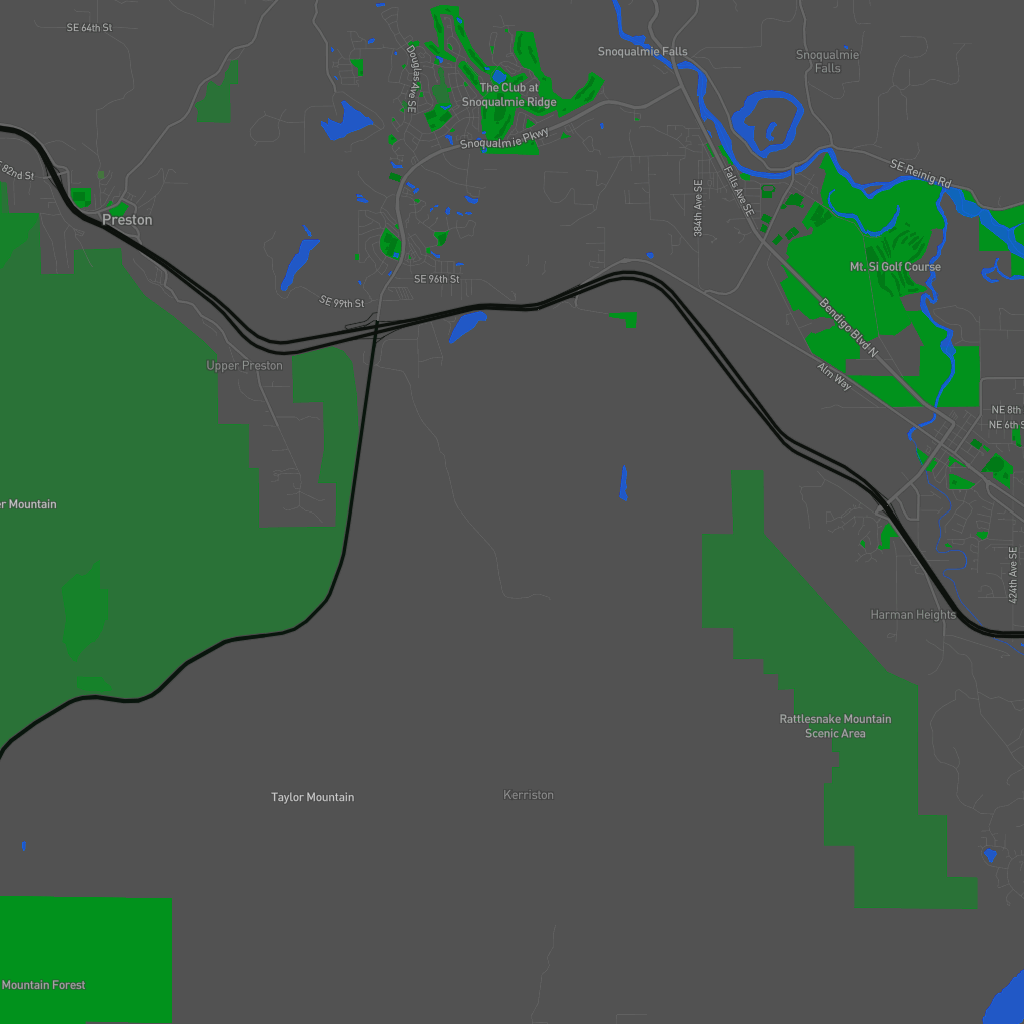 SE 64th St
Douglas Ave SE
Snoqualmie Falls
Snoqualmie
Falls
The Club at
Snoqualmie Ridge
Snoqualmie Pkwy
82nd St
SE Reinig Rd
Falls Ave SE
384th Ave SE
Preston
Mt. Si Golf Course
SE 96th St
SE 99th St
Bendigo Blvd N
Upper Preston
Alm Way
NE 8th
NE 6th S
er Mountain
424th Ave SE
Harman Heights
Rattlesnake Mountain
Scenic Area
Taylor Mountain
Kerriston
Mountain Forest